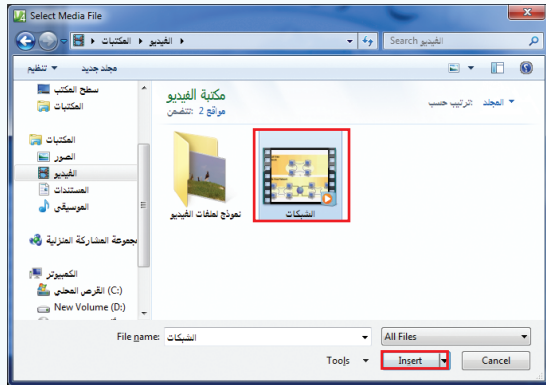 Select Media File
المكتبات ▸ الفيديو ▸
Search الفيديو
تنظيم ▾ مجلد جديد
مكتبة الفيديو
تتضمن: 2 مواقع
الترتيب حسب: المجلد ▾
سطح المكتب
المكتبات
المكتبات
الصور
الفيديو
المستندات
الموسيقى
مجموعة المشاركة المنزلية
الكمبيوتر
القرص المحلي (C:)
New Volume (D:)
نموذج لملفات الفيديو
الشبكات
File name: الشبكات
All Files
Tools
Insert
Cancel